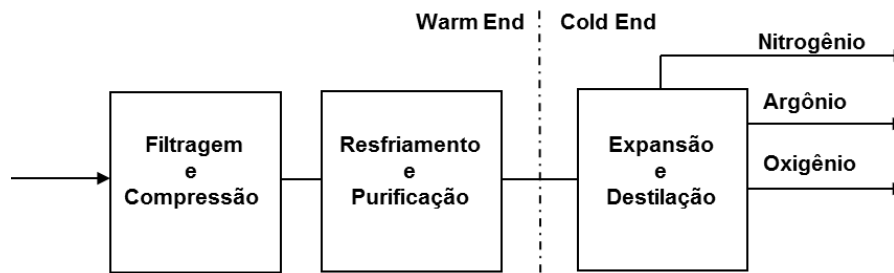 Warm End
Cold End
Nitrogênio
Argônio
Oxigênio
Filtragem
e
Compressão
Resfriamento
e
Purificação
Expansão
e
Destilação